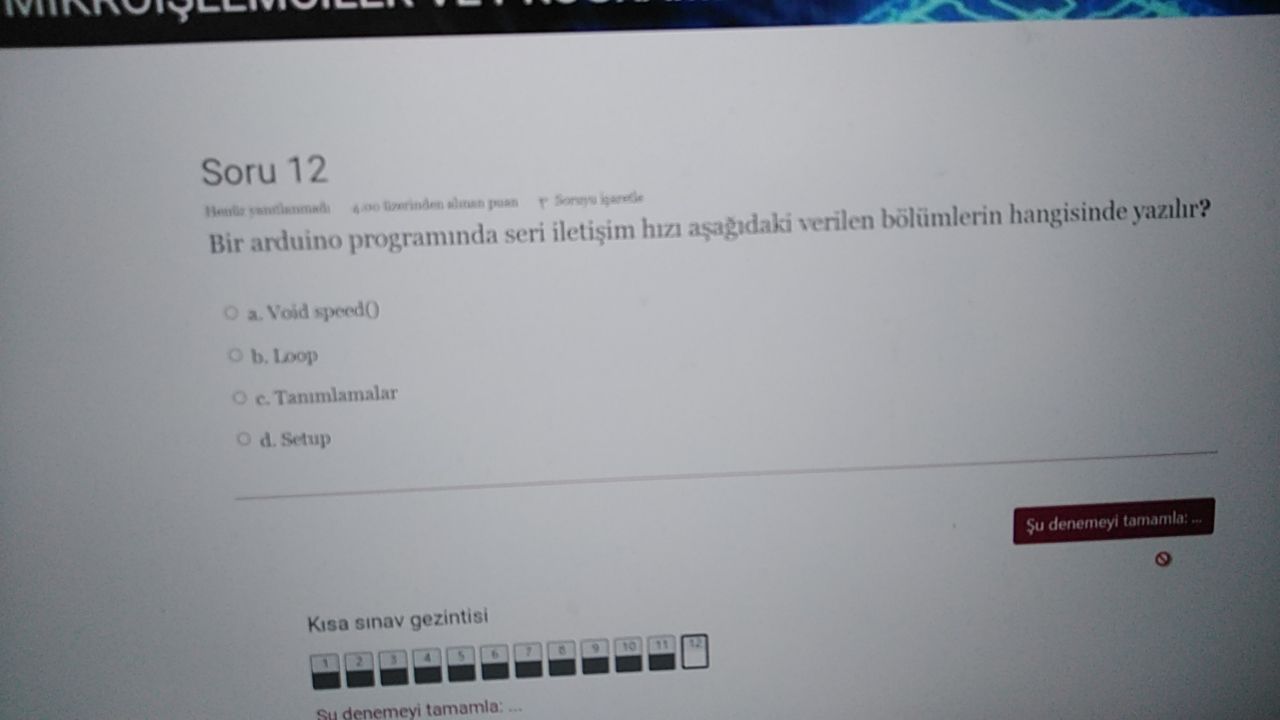 MİKROİŞLEMCİLER VE
Soru 12
Henüz yanıtlanmadı 4,00 üzerinden alınan puan Soruyu işaretle
Bir arduino programında seri iletişim hızı aşağıdaki verilen bölümlerin hangisinde yazılır?
a. Void speed()
b. Loop
c. Tanımlamalar
d. Setup
Şu denemeyi tamamla: ...
Kısa sınav gezintisi
1 2 3 4 5 6 7 8 9 10 11 12
Şu denemeyi tamamla: ...